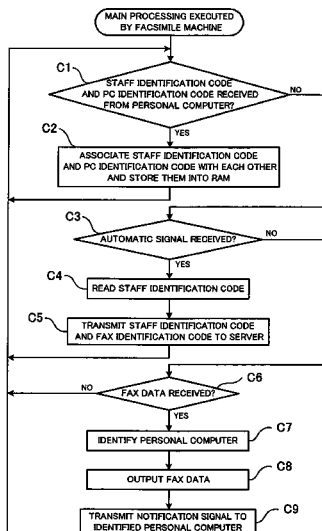 MAIN PROCESSING EXECUTED
BY FACSIMILE MACHINE
C1
STAFF IDENTIFICATION CODE
AND PC IDENTIFICATION CODE RECEIVED
FROM PERSONAL COMPUTER?
NO
YES
C2
ASSOCIATE STAFF IDENTIFICATION CODE
AND PC IDENTIFICATION CODE WITH EACH OTHER
AND STORE THEM INTO RAM
C3
AUTOMATIC SIGNAL RECEIVED?
NO
YES
C4
READ STAFF IDENTIFICATION CODE
C5
TRANSMIT STAFF IDENTIFICATION CODE
AND FAX IDENTIFICATION CODE TO SERVER
C6
NO
FAX DATA RECEIVED?
YES
C7
IDENTIFY PERSONAL COMPUTER
C8
OUTPUT FAX DATA
C9
TRANSMIT NOTIFICATION SIGNAL TO
IDENTIFIED PERSONAL COMPUTER